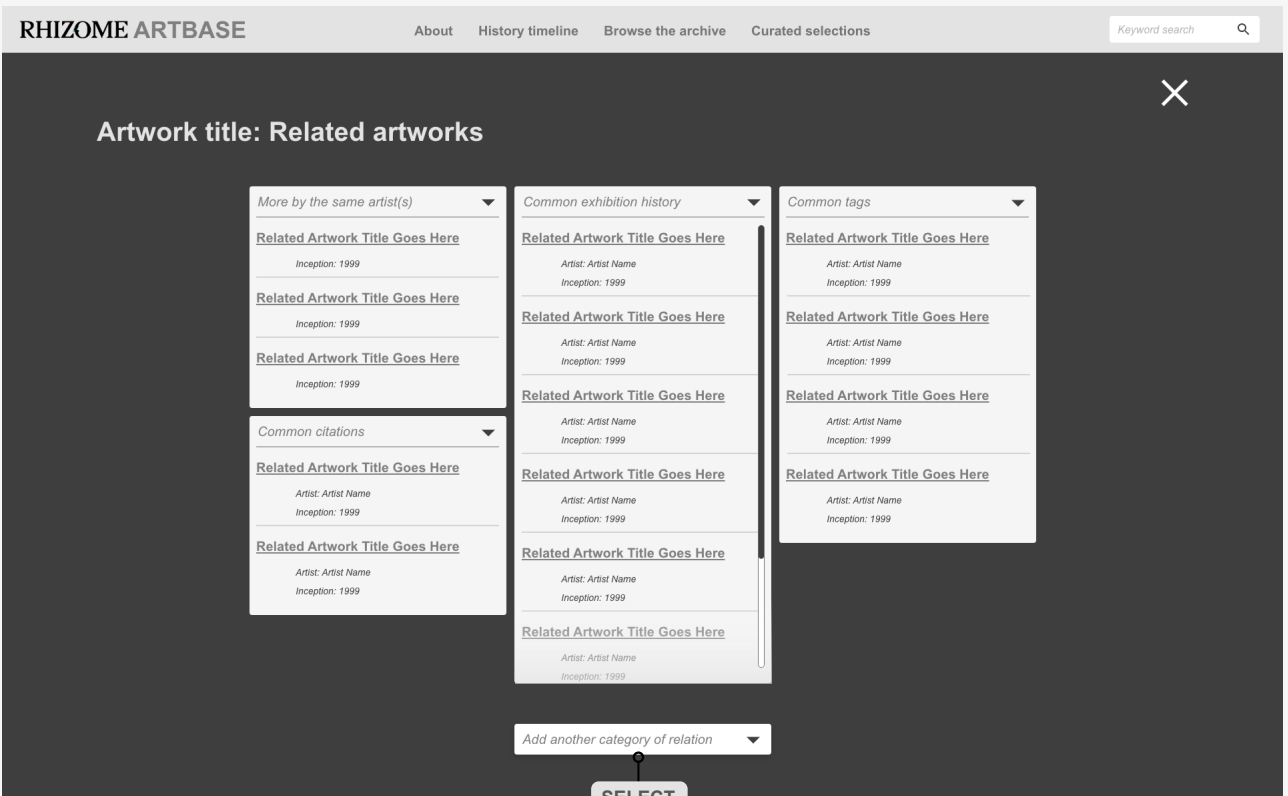 RHIZOME ARTBASE
About
History timeline
Browse the archive
Curated selections
Keyword search
Artwork title: Related artworks
More by the same artist(s)
Related Artwork Title Goes Here
Inception: 1999
Related Artwork Title Goes Here
Inception: 1999
Related Artwork Title Goes Here
Inception: 1999
Common citations
Related Artwork Title Goes Here
Artist: Artist Name
Inception: 1999
Related Artwork Title Goes Here
Artist: Artist Name
Inception: 1999
Common exhibition history
Related Artwork Title Goes Here
Artist: Artist Name
Inception: 1999
Related Artwork Title Goes Here
Artist: Artist Name
Inception: 1999
Related Artwork Title Goes Here
Artist: Artist Name
Inception: 1999
Related Artwork Title Goes Here
Artist: Artist Name
Inception: 1999
Related Artwork Title Goes Here
Artist: Artist Name
Inception: 1999
Related Artwork Title Goes Here
Artist: Artist Name
Inception: 1999
Common tags
Related Artwork Title Goes Here
Artist: Artist Name
Inception: 1999
Related Artwork Title Goes Here
Artist: Artist Name
Inception: 1999
Related Artwork Title Goes Here
Artist: Artist Name
Inception: 1999
Related Artwork Title Goes Here
Artist: Artist Name
Inception: 1999
Add another category of relation
SELECT